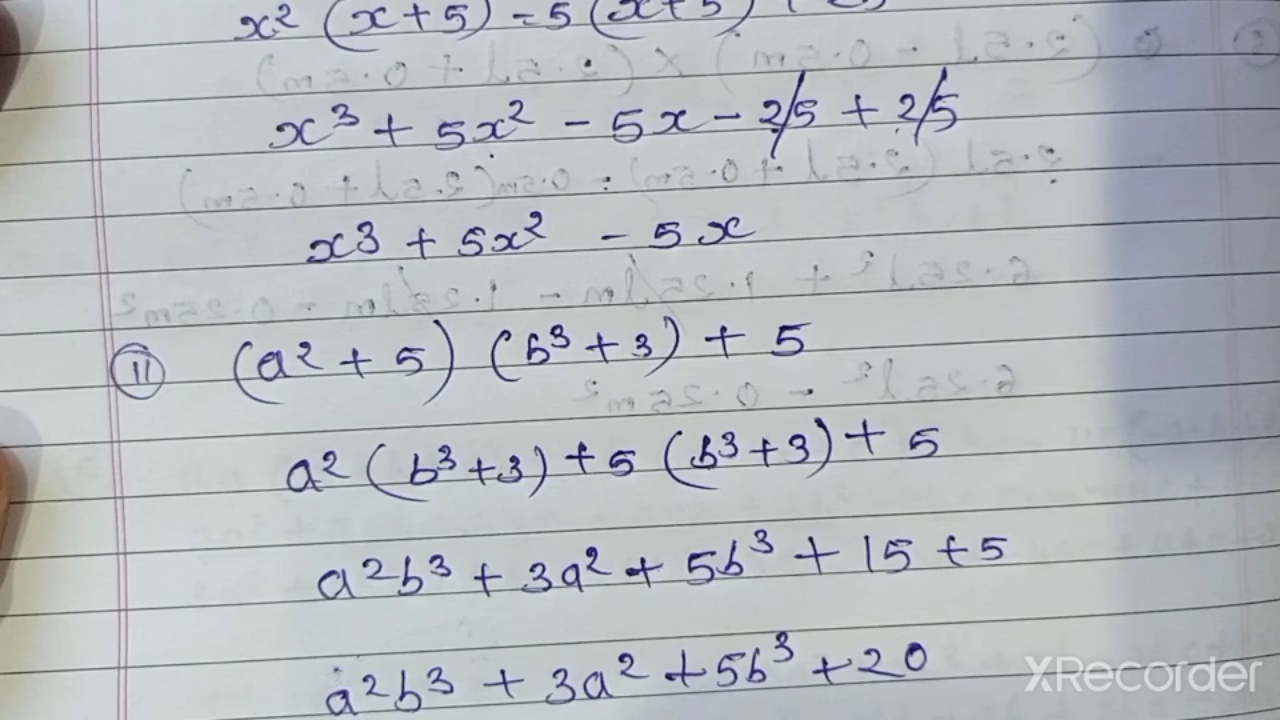 x² (x+5) - 5 (x+5)
x³ + 5x² - 5x - 25 + 25
x³ + 5x² - 5x
(ii) (a² + 5) (b³ + 3) + 5
a² (b³ + 3) + 5 (b³ + 3) + 5
a²b³ + 3a² + 5b³ + 15 + 5
a²b³ + 3a² + 5b³ + 20
XRecorder